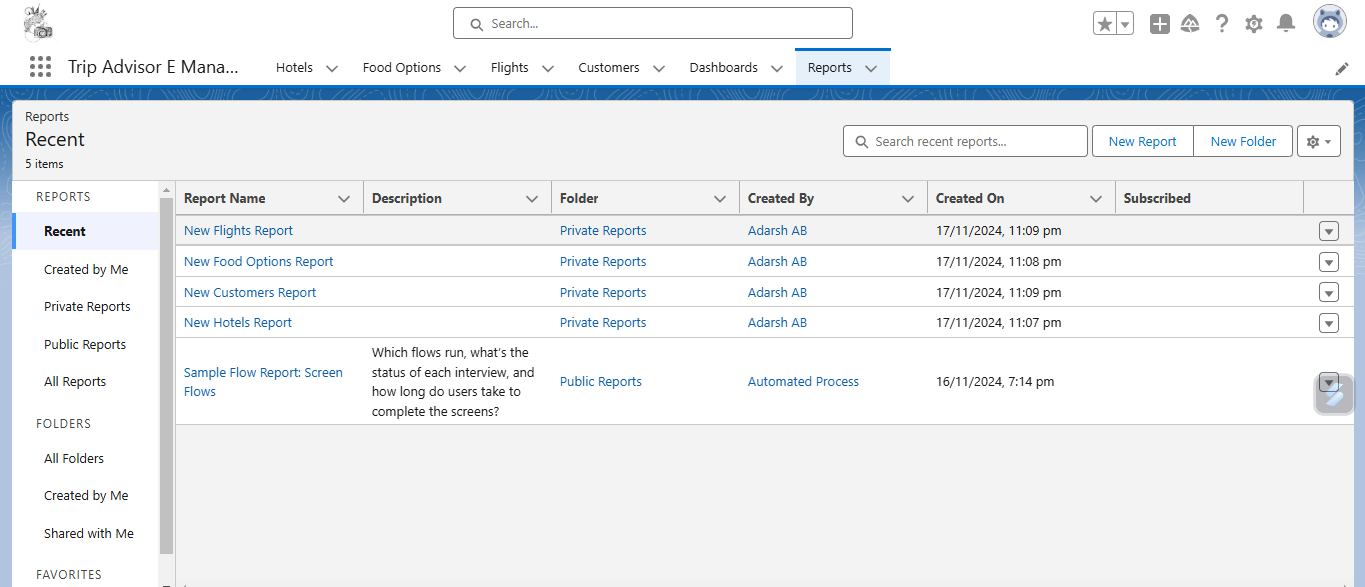 Search...
Trip Advisor E Mana...
Hotels
Food Options
Flights
Customers
Dashboards
Reports
Reports
Recent
5 items
Search recent reports...
New Report
New Folder
REPORTS
Recent
Created by Me
Private Reports
Public Reports
All Reports
FOLDERS
All Folders
Created by Me
Shared with Me
FAVORITES
Report Name Description Folder Created By Created On Subscribed
New Flights Report Private Reports Adarsh AB 17/11/2024, 11:09 pm
New Food Options Report Private Reports Adarsh AB 17/11/2024, 11:08 pm
New Customers Report Private Reports Adarsh AB 17/11/2024, 11:09 pm
New Hotels Report Private Reports Adarsh AB 17/11/2024, 11:07 pm
Sample Flow Report: Screen
Flows
Which flows run, what's the
status of each interview, and
how long do users take to
complete the screens?
Public Reports
Automated Process
16/11/2024, 7:14 pm